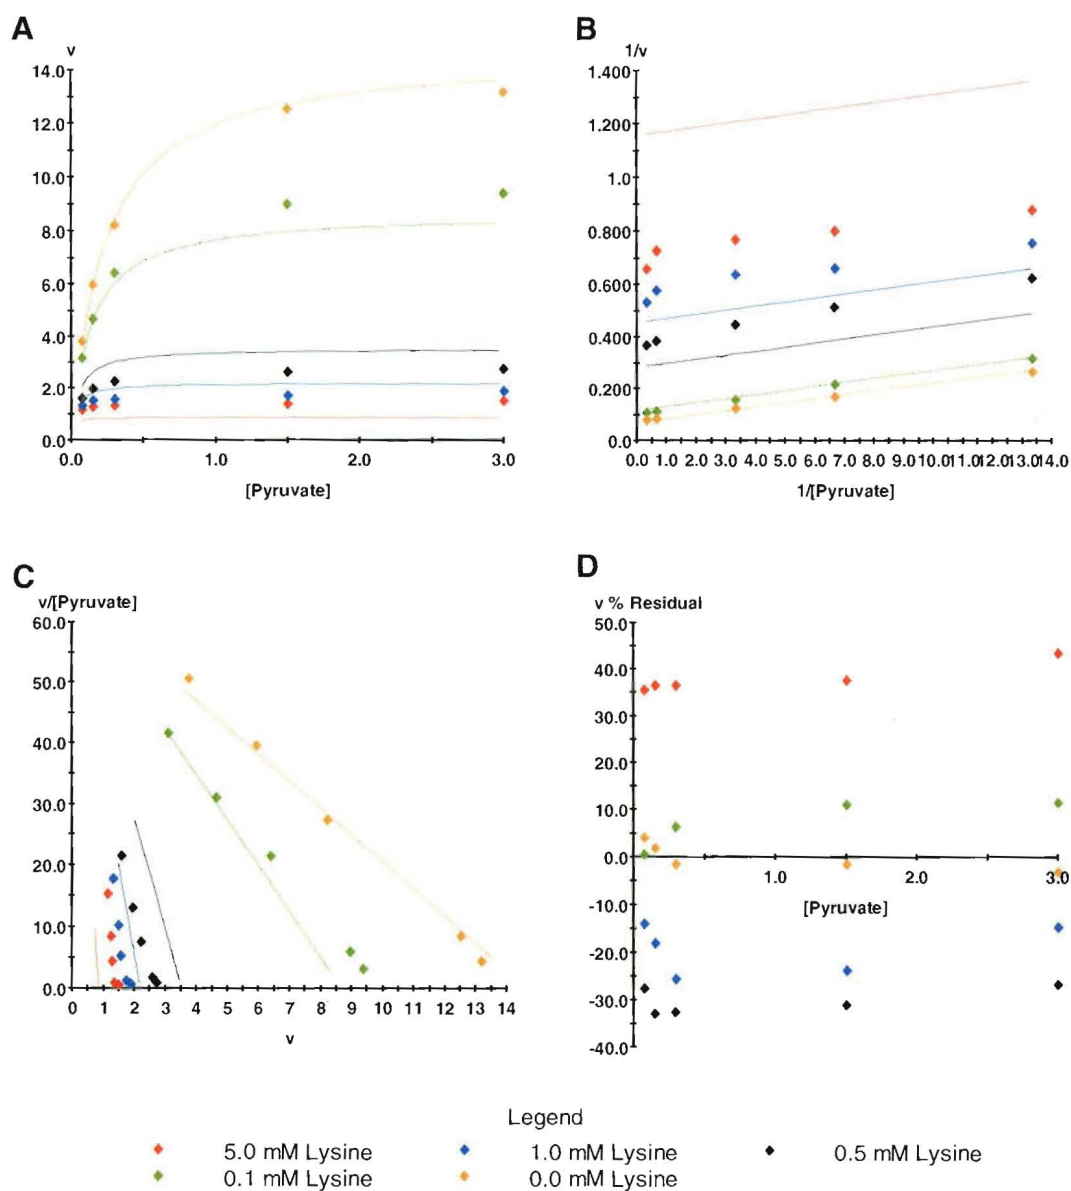 A
v
14.0
12.0
10.0
8.0
6.0
4.0
2.0
0.0
0.0 1.0 2.0 3.0
[Pyruvate]
B
1/v
1.400
1.200
1.0
0.800
0.600
0.400
0.200
0.0
0.0 1.0 2.0 3.0 4.0 5.0 6.0 7.0 8.0 9.0 10.0 11.0 12.0 13.0 14.0
1/[Pyruvate]
C
v/[Pyruvate]
60.0
50.0
40.0
30.0
20.0
10.0
0.0
0 1 2 3 4 5 6 7 8 9 10 11 12 13 14
v
D
v % Residual
50.0
40.0
30.0
20.0
10.0
0.0
-10.0
-20.0
-30.0
-40.0
1.0 2.0 3.0
[Pyruvate]
Legend
5.0 mM Lysine 1.0 mM Lysine 0.5 mM Lysine
0.1 mM Lysine 0.0 mM Lysine